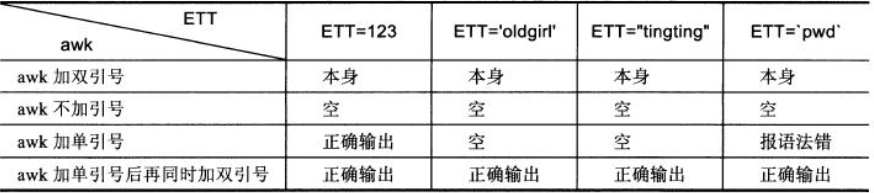 ETT
awk
ETT=123 ETT='oldgirl' ETT="tingting" ETT=`pwd`
awk 加双引号 本身 本身 本身 本身
awk 不加引号 空 空 空 空
awk 加单引号 正确输出 空 空 报语法错
awk 加单引号后再同时加双引号 正确输出 正确输出 正确输出 正确输出